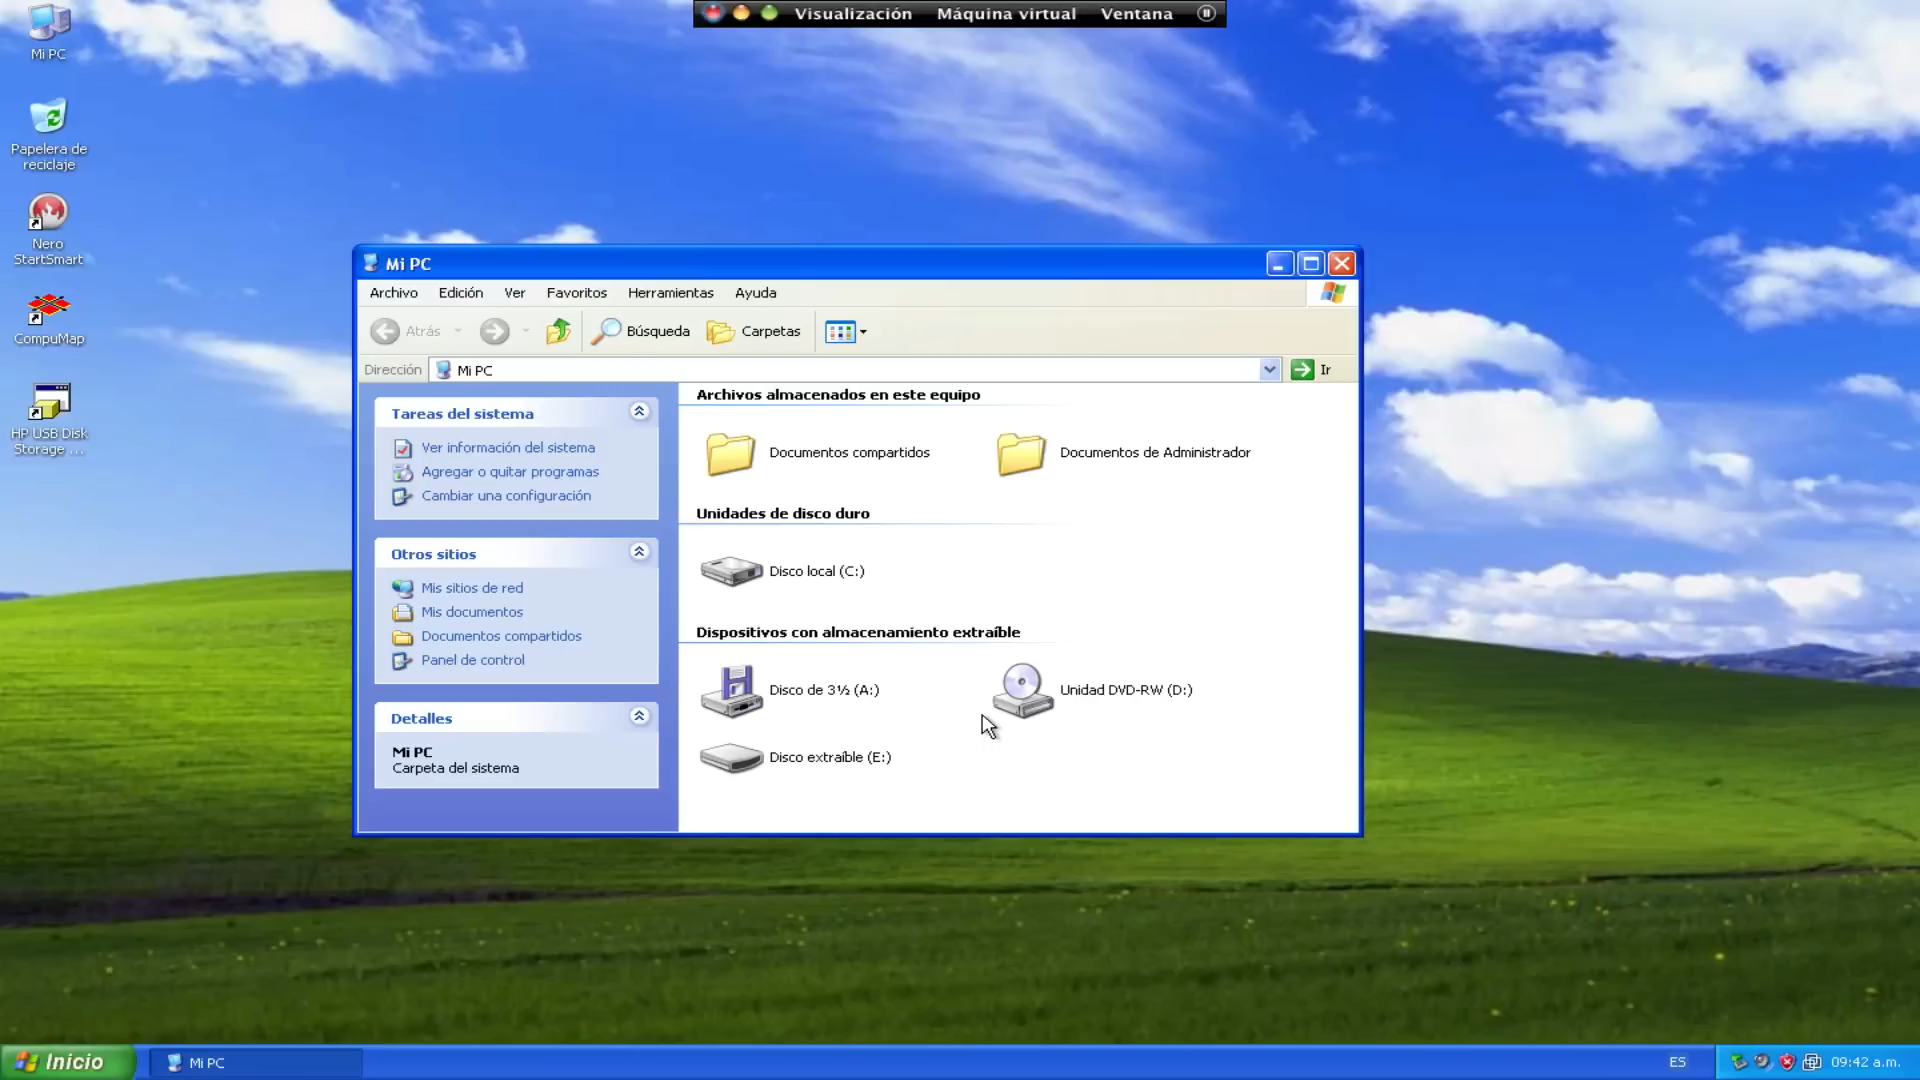 Visualización Máquina virtual Ventana
Mi PC
Papelera de
reciclaje
Nero
StartSmart
CompuMap
HP USB Disk
Storage ...
Mi PC
Archivo Edición Ver Favoritos Herramientas Ayuda
Atrás Búsqueda Carpetas
Dirección Mi PC Ir
Tareas del sistema
Ver información del sistema
Agregar o quitar programas
Cambiar una configuración
Otros sitios
Mis sitios de red
Mis documentos
Documentos compartidos
Panel de control
Detalles
Mi PC
Carpeta del sistema
Archivos almacenados en este equipo
Documentos compartidos Documentos de Administrador
Unidades de disco duro
Disco local (C:)
Dispositivos con almacenamiento extraíble
Disco de 3½ (A:) Unidad DVD-RW (D:)
Disco extraíble (E:)
Inicio Mi PC ES 09:42 a.m.